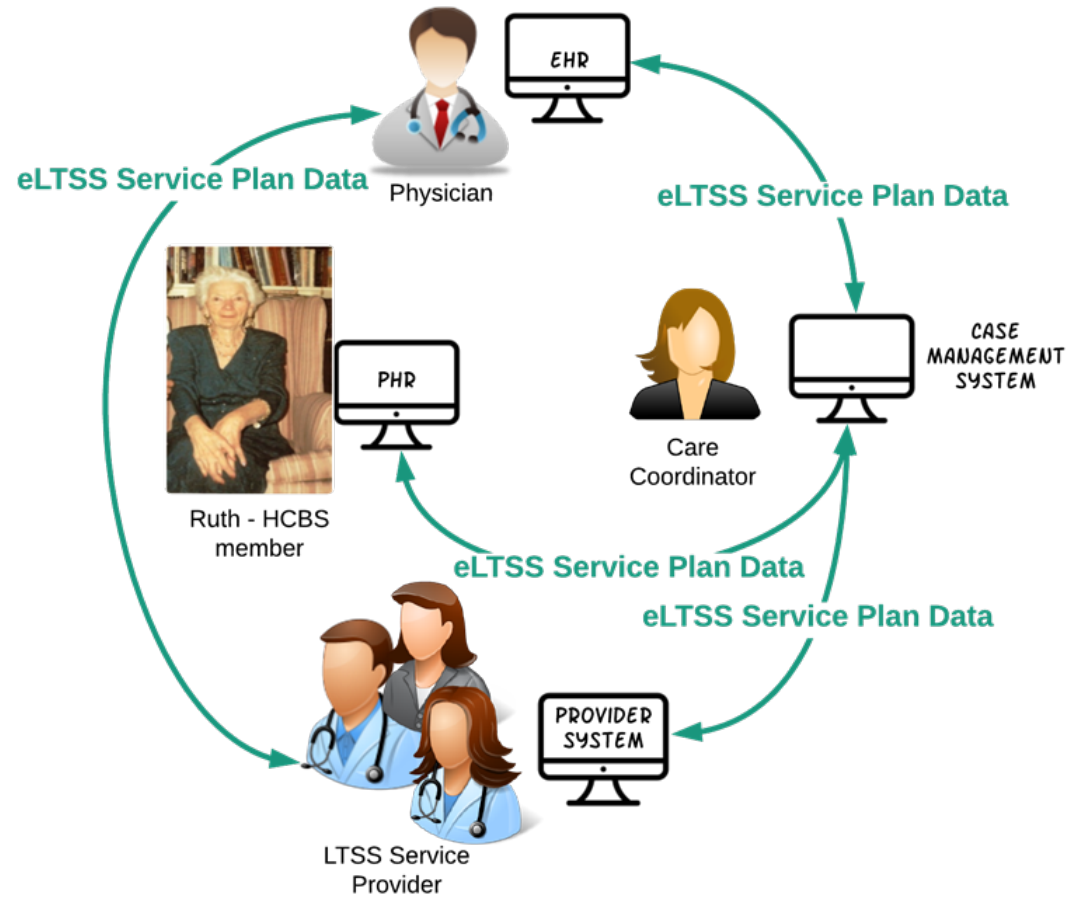 EHR
eLTSS Service Plan Data
Physician
eLTSS Service Plan Data
PHR
CASE
MANAGEMENT
SYSTEM
Care
Coordinator
Ruth - HCBS
member
eLTSS Service Plan Data
eLTSS Service Plan Data
PROVIDER
SYSTEM
LTSS Service
Provider